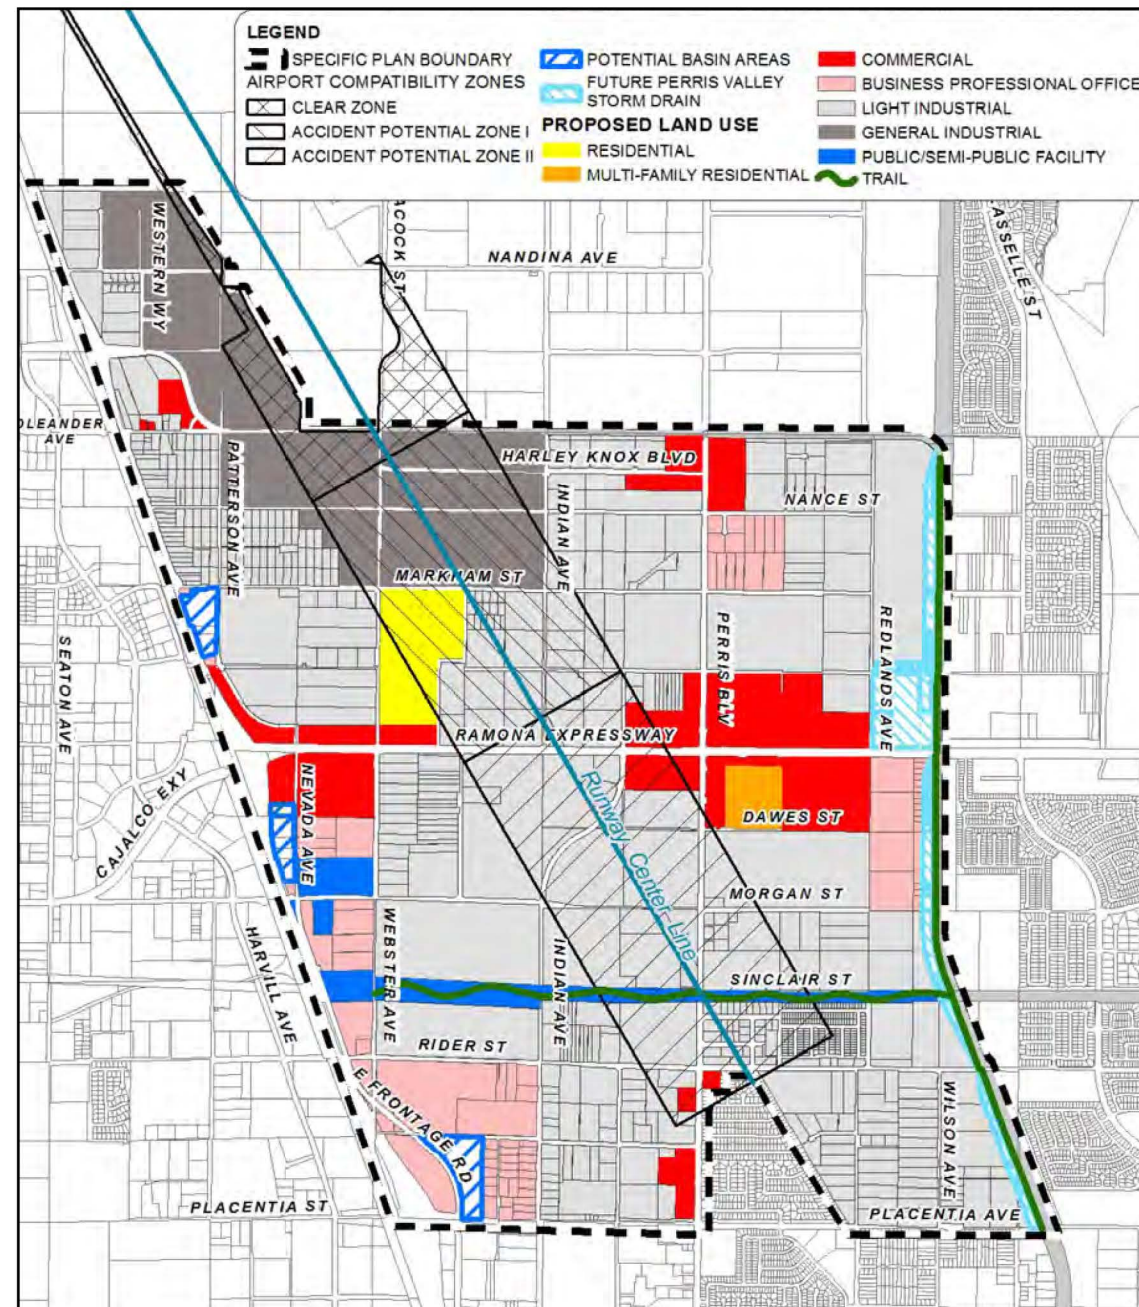 LEGEND
SPECIFIC PLAN BOUNDARY
AIRPORT COMPATIBILITY ZONES
CLEAR ZONE
ACCIDENT POTENTIAL ZONE I
ACCIDENT POTENTIAL ZONE II
POTENTIAL BASIN AREAS
FUTURE PERRIS VALLEY
STORM DRAIN
PROPOSED LAND USE
RESIDENTIAL
MULTI-FAMILY RESIDENTIAL
COMMERCIAL
BUSINESS PROFESSIONAL OFFICE
LIGHT INDUSTRIAL
GENERAL INDUSTRIAL
PUBLIC/SEMI-PUBLIC FACILITY
TRAIL
WESTERN WY
ACOCK ST
NANDINA AVE
LASSELLE ST
OLEANDER
AVE
PATTERSON AVE
HARLEY KNOX BLVD
INDIAN AVE
NANCE ST
MARKHAM ST
SEATON AVE
PERRIS BLV
REDLANDS AVE
RAMONA EXPRESSWAY
CAJALCO EXY
NEVADA AVE
Runway Center Line
DAWES ST
MORGAN ST
HARVILL AVE
WEBSTER AVE
INDIAN AVE
SINCLAIR ST
RIDER ST
E FRONTAGE RD
WILSON AVE
PLACENTIA ST
PLACENTIA AVE